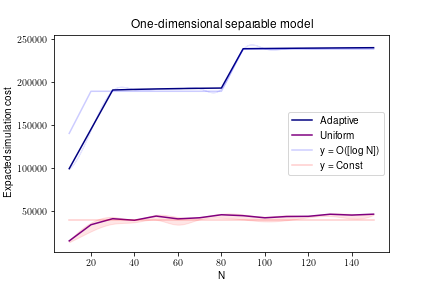 One-dimensional separable model
Expacted simulation cost
250000
200000
150000
100000
50000
Adaptive
Uniform
y = O([log N])
y = Const
20 40 60 80 100 120 140
N